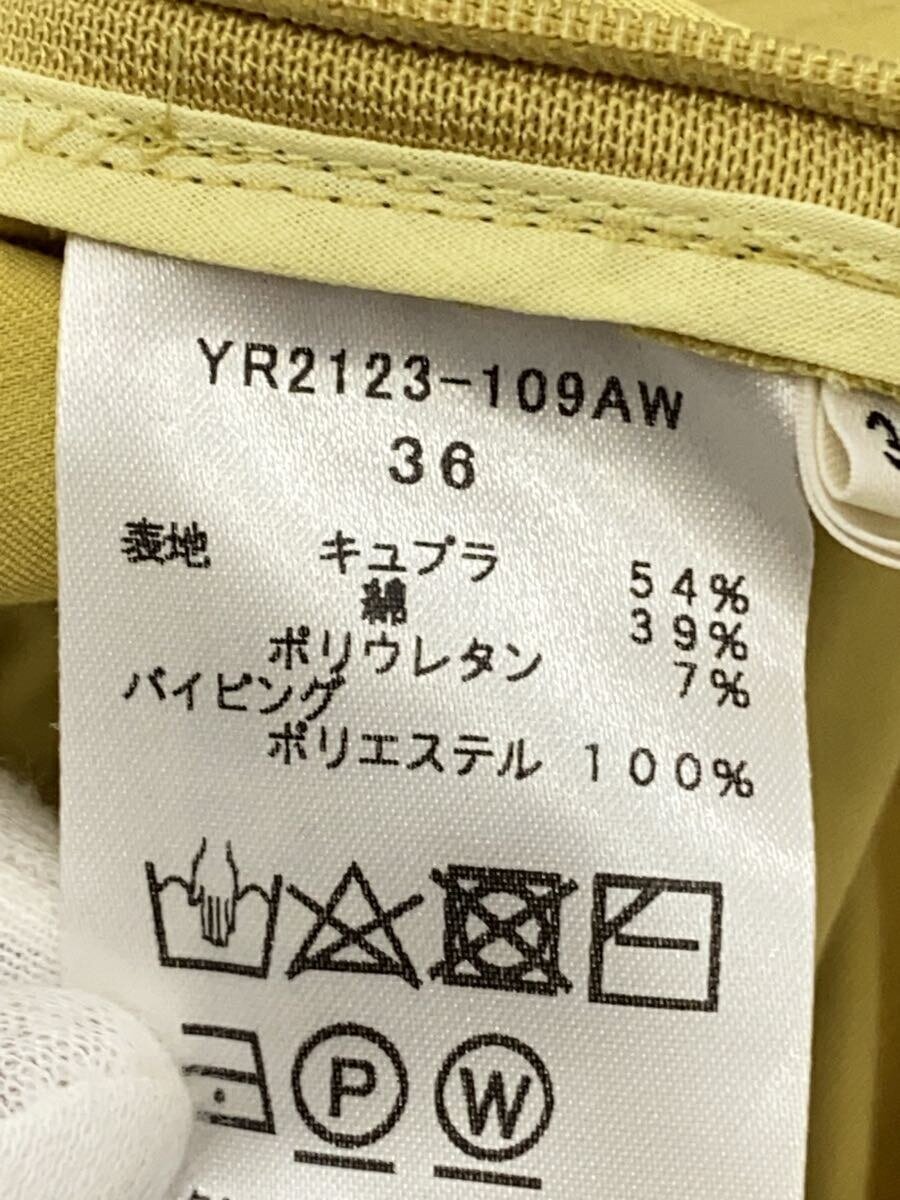 YR2123-109AW
36
表地 キュプラ 54%
綿 39%
ポリウレタン 7%
パイピング
ポリエステル 100%
P
W